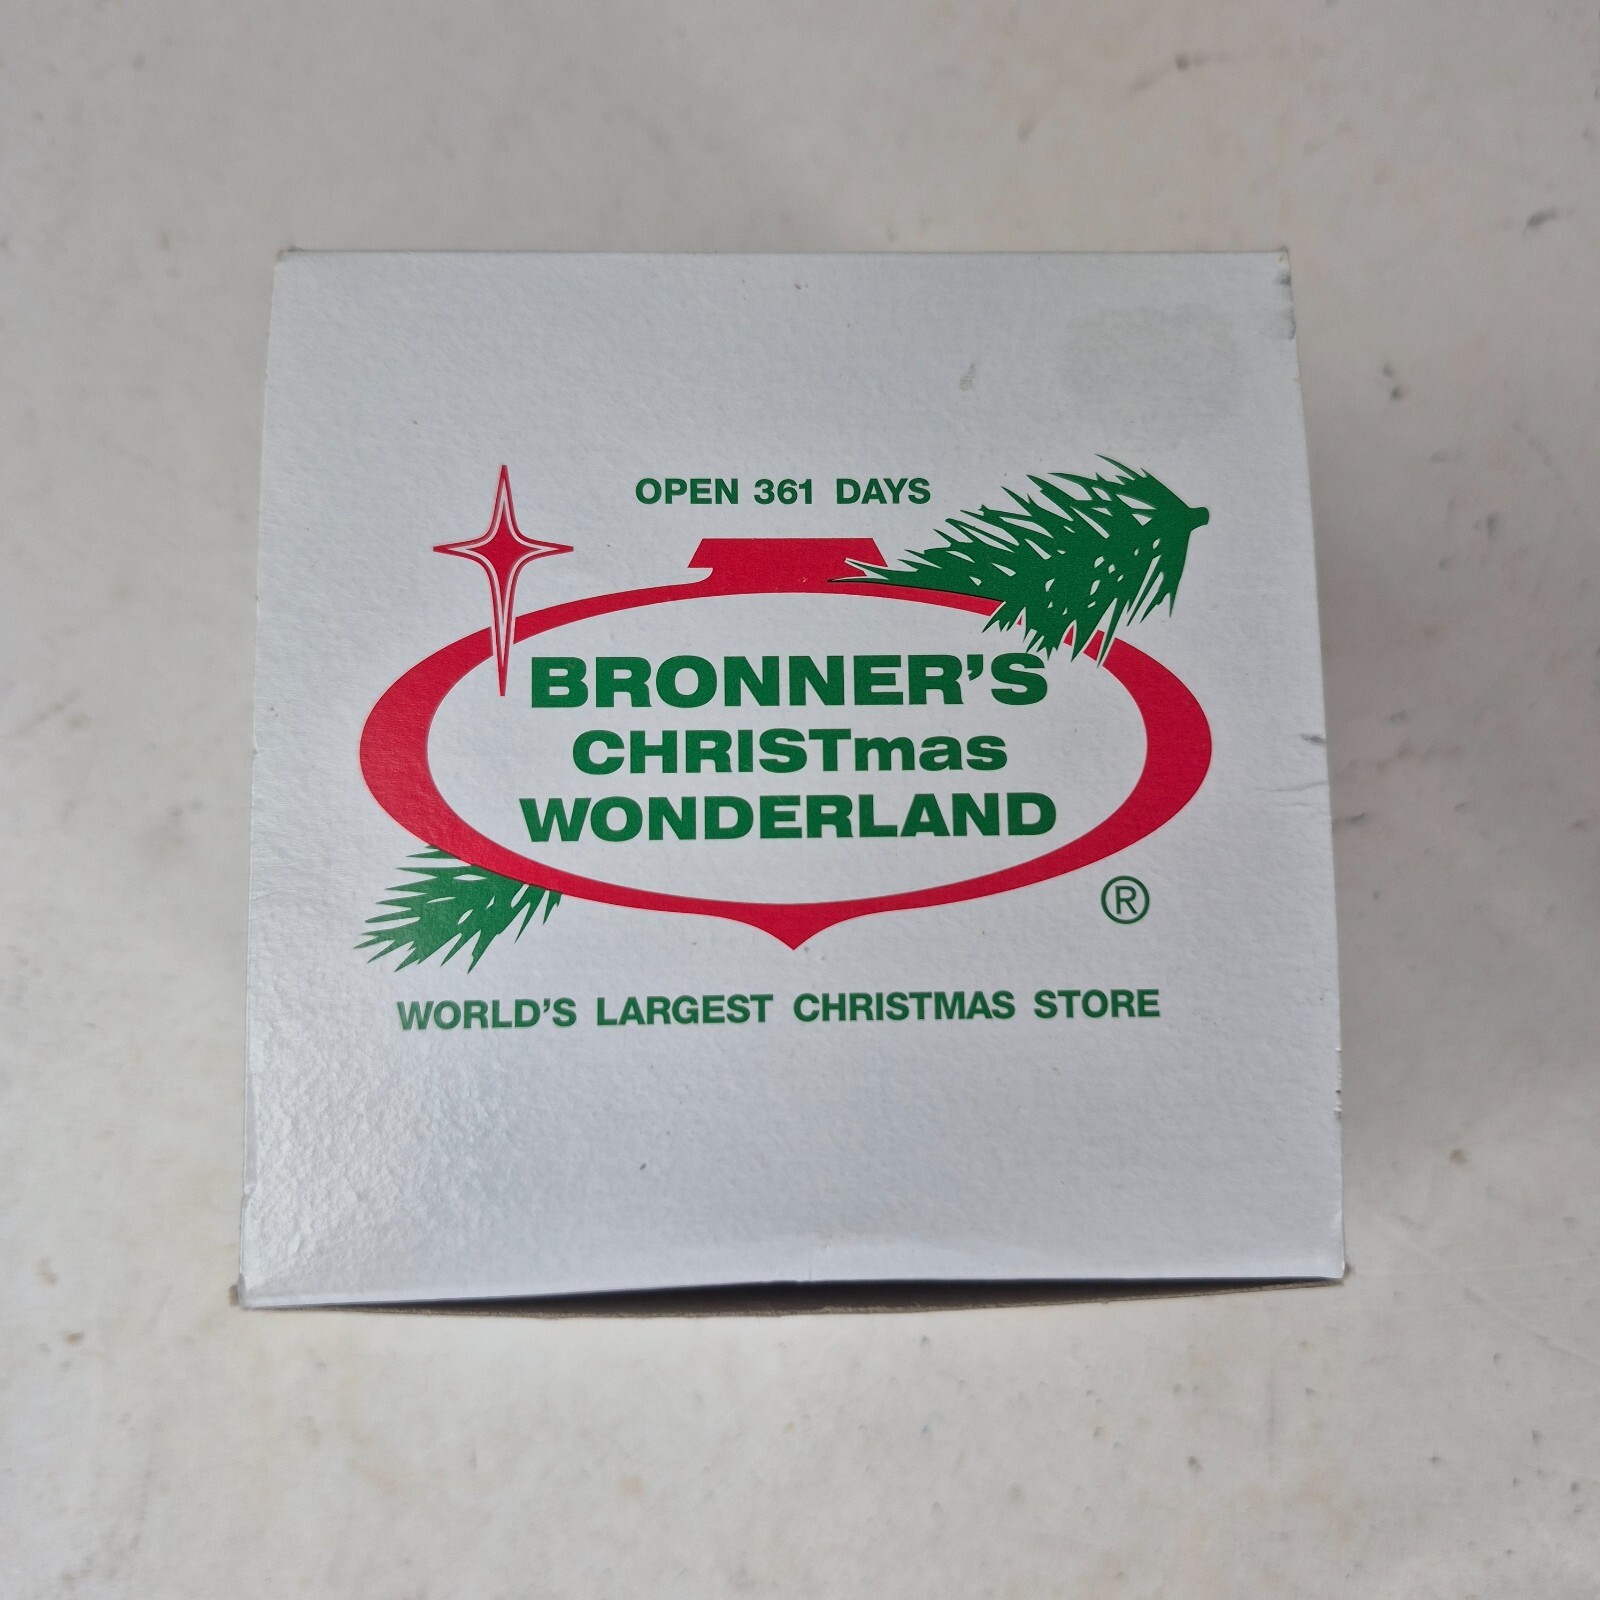 OPEN 361 DAYS
BRONNER'S
CHRISTmas
WONDERLAND
®
WORLD'S LARGEST CHRISTMAS STORE